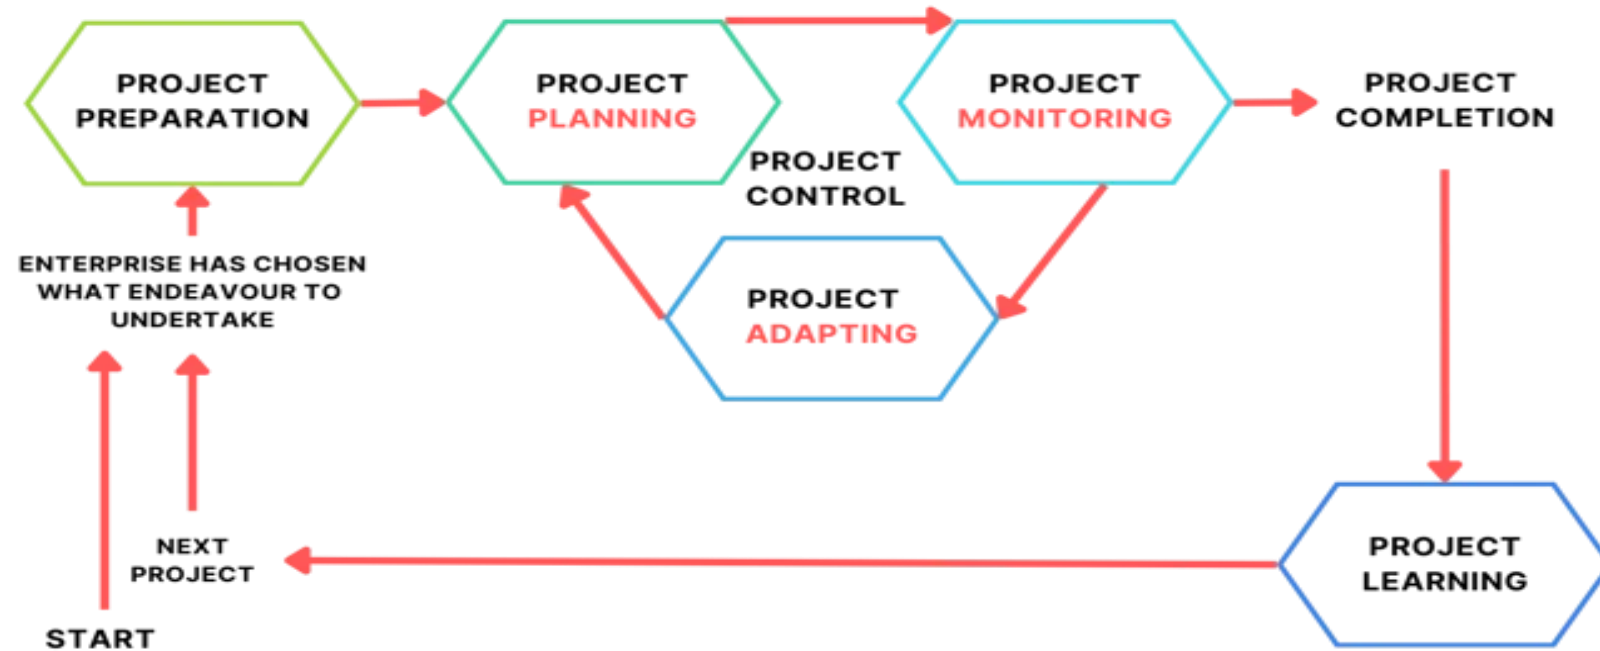 PROJECT
PREPARATION
PROJECT
PLANNING
PROJECT
MONITORING
PROJECT
COMPLETION
PROJECT
CONTROL
ENTERPRISE HAS CHOSEN
WHAT ENDEAVOUR TO
UNDERTAKE
PROJECT
ADAPTING
NEXT
PROJECT
PROJECT
LEARNING
START